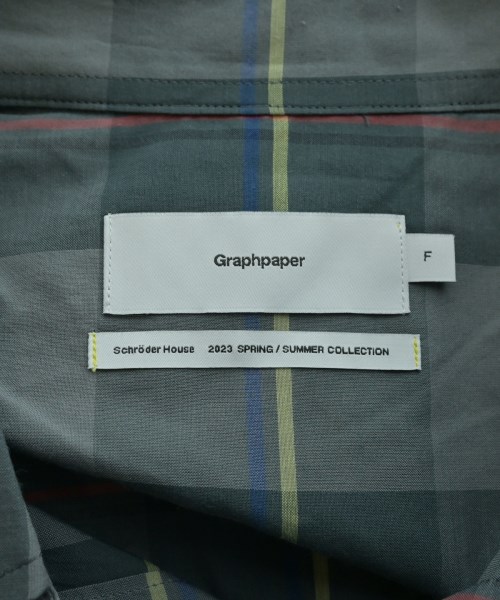 Graphpaper
F
Schröder House 2023 SPRING / SUMMER COLLECTION